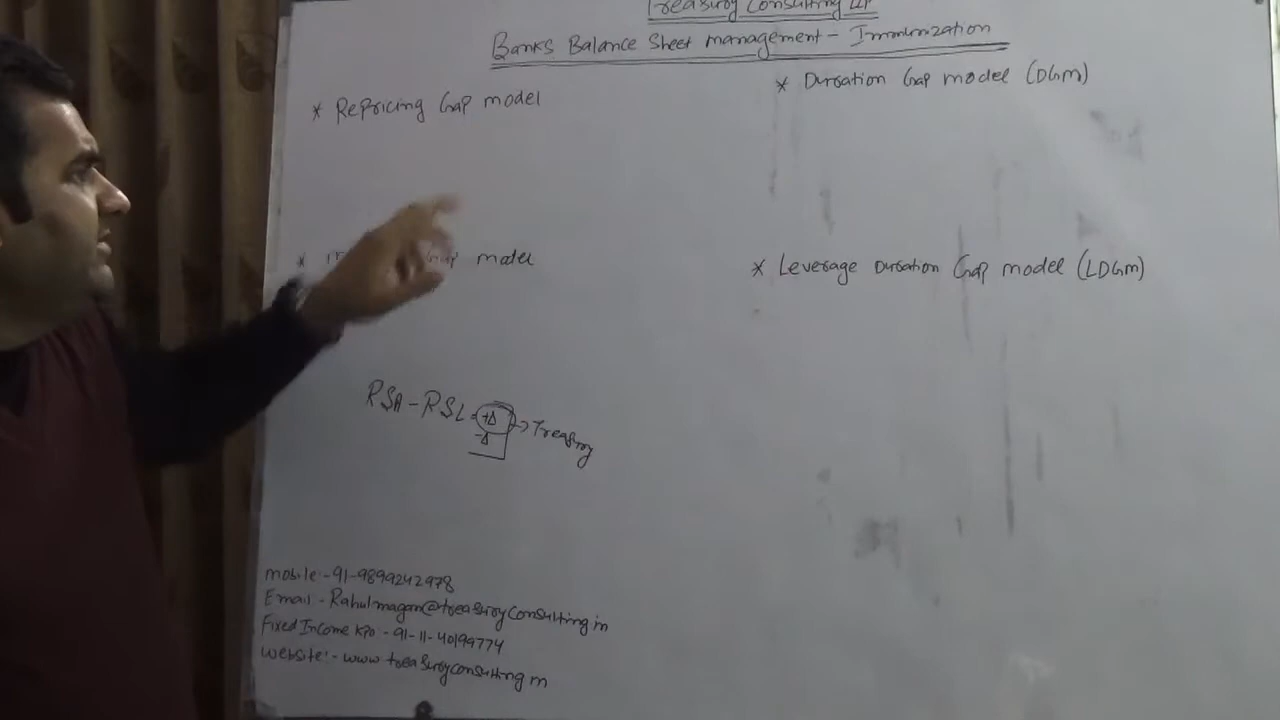 Treasury Consulting LLP
Banks Balance Sheet management - Immunization
* Repricing Gap model
* Duration Gap model (DGM)
* Gap model
* Leverage Duration Gap model (LDGM)
RSA - RSL = +Δ → Treasury
-Δ
mobile:-91-9899242978
Email - Rahulmagan@treasuryconsulting.in
Fixed Income KPO:-91-11-40199774
website:-www.treasuryconsulting.in